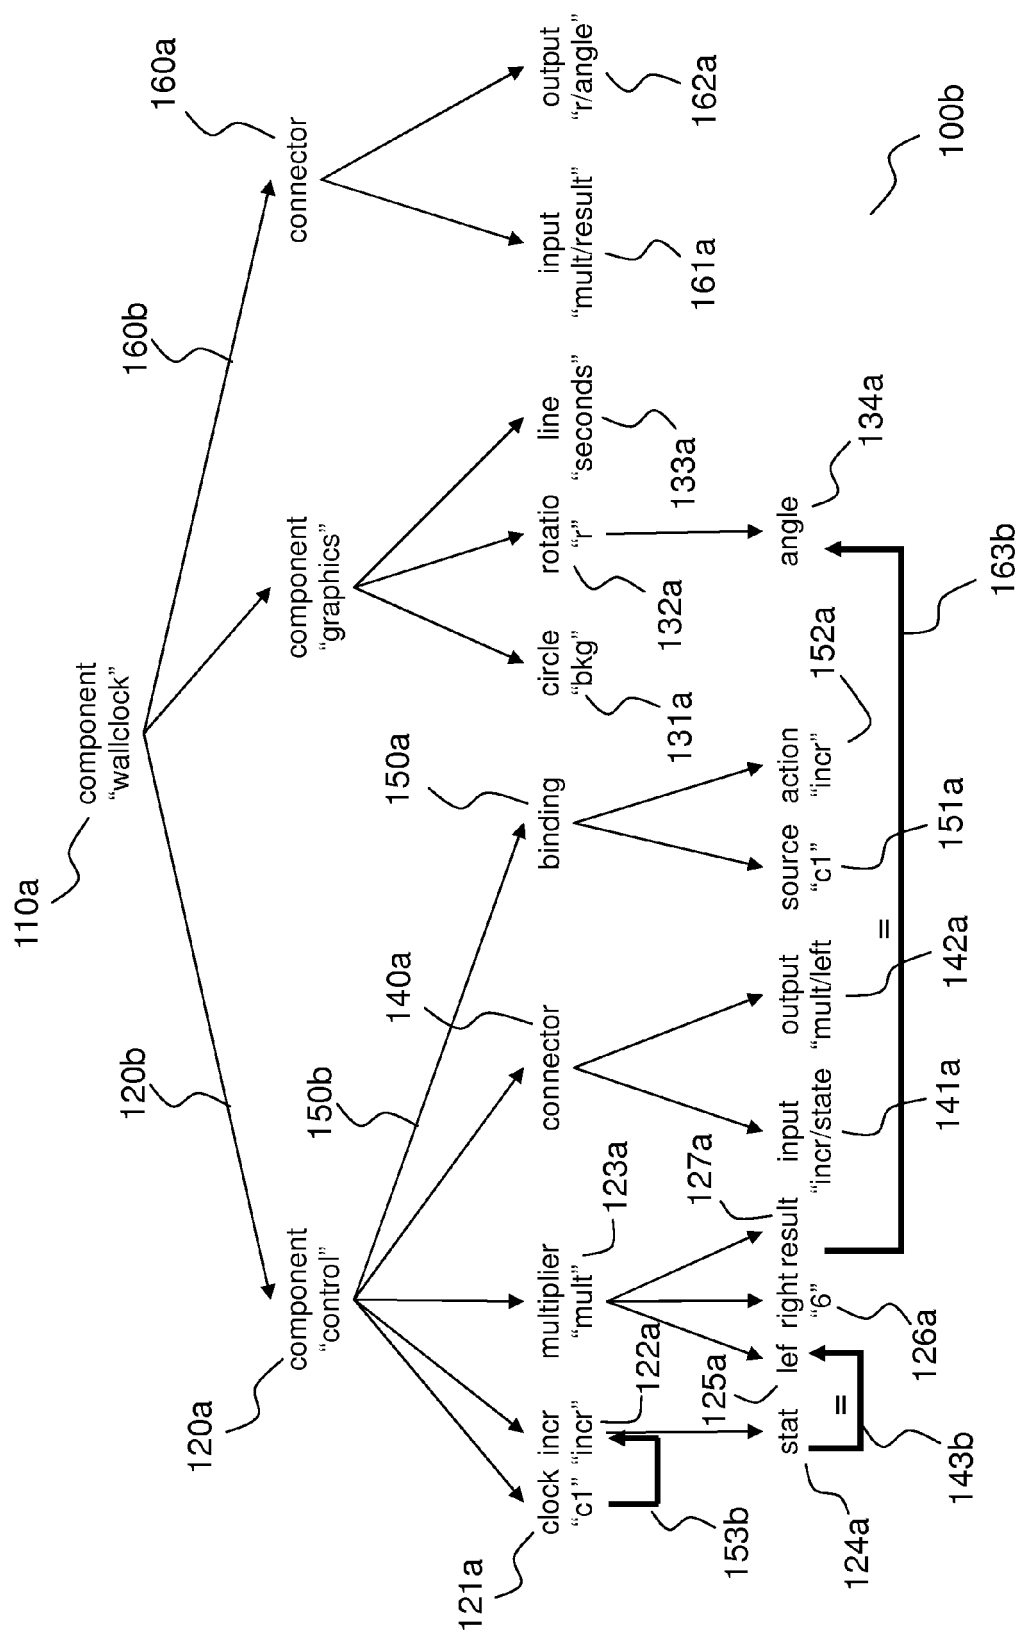 110a
component
“wallclock”
120b
160b
160a
120a
component
“control”
component
“graphics”
connector
150b
140a
150a
121a
clock
“c1”
incr
“incr”
122a
multiplier
“mult”
123a
connector
binding
circle
“bkg”
131a
rotatio
“r”
132a
line
“seconds”
133a
input
“mult/result”
161a
output
“r/angle”
162a
153b
125a
127a
stat
124a
lef
right
“6”
126a
result
input
“incr/state
141a
output
“mult/left
142a
source
“c1”
151a
action
“incr”
152a
angle
134a
=
143b
=
163b
100b